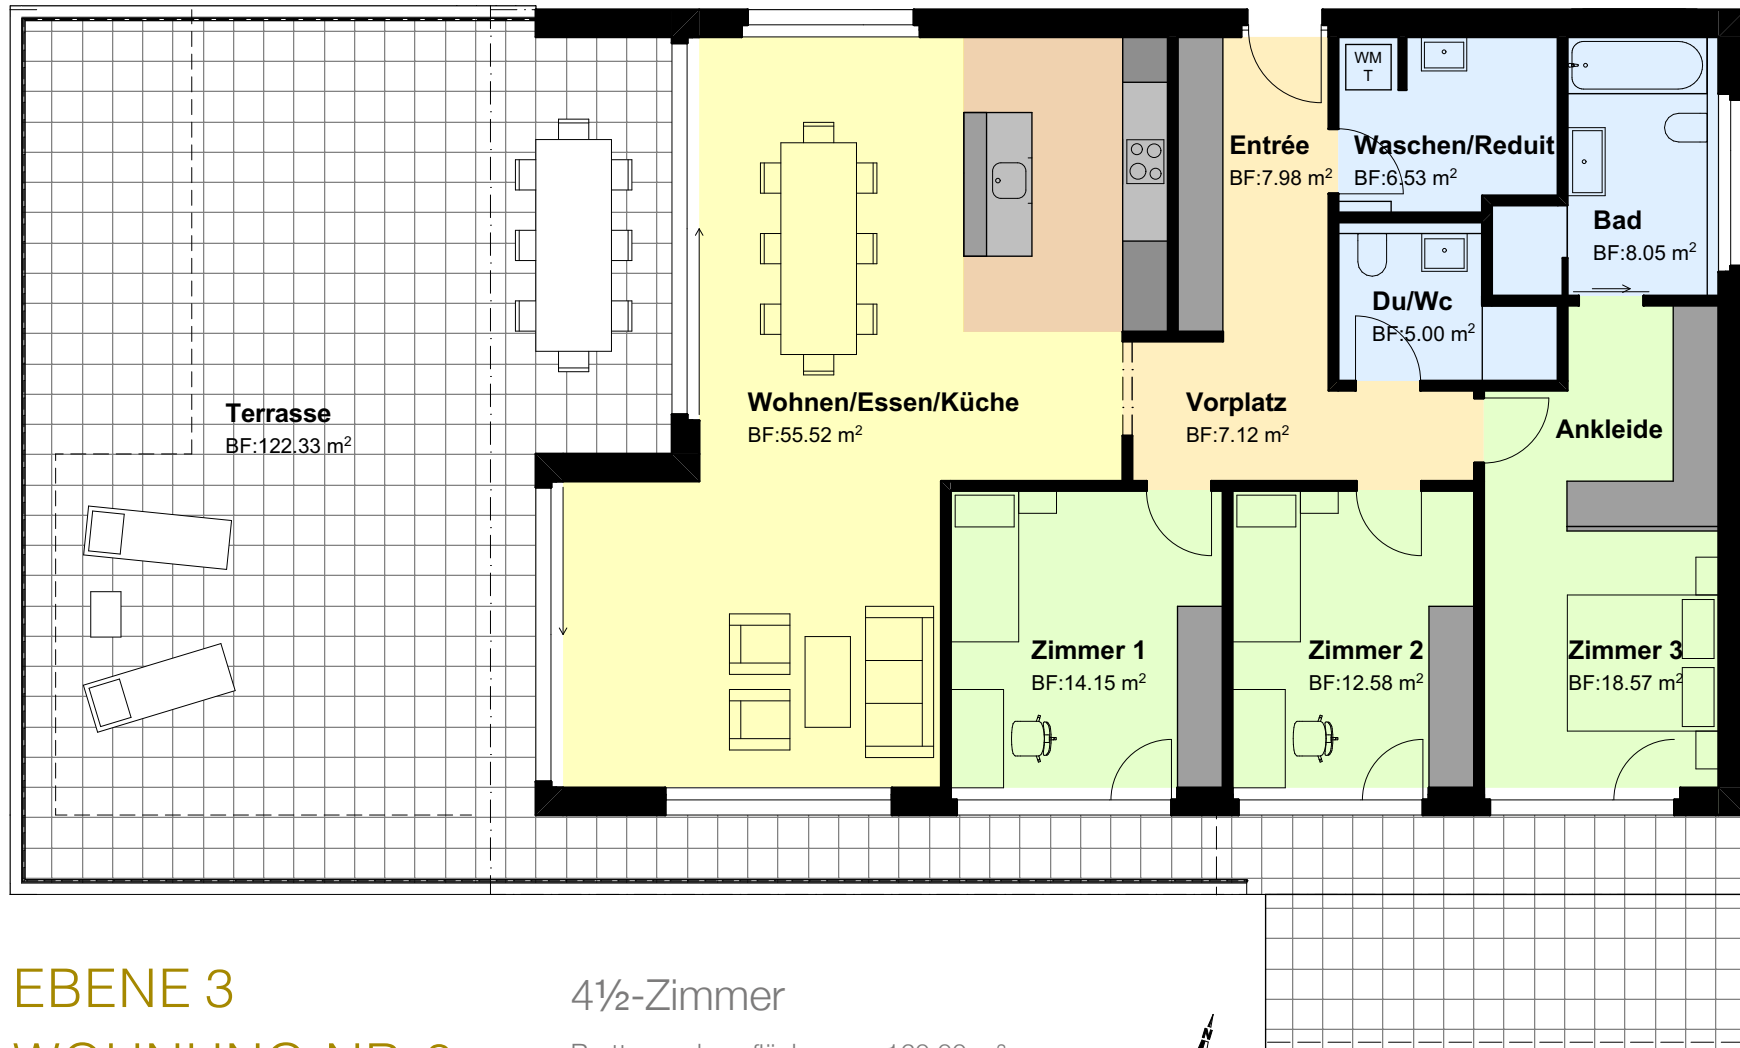 WM
T
Entrée
BF:7.98 m²
Waschen/Reduit
BF:6.53 m²
Bad
BF:8.05 m²
Du/Wc
BF:5.00 m²
Terrasse
BF:122.33 m²
Wohnen/Essen/Küche
BF:55.52 m²
Vorplatz
BF:7.12 m²
Ankleide
Zimmer 1
BF:14.15 m²
Zimmer 2
BF:12.58 m²
Zimmer 3
BF:18.57 m²
EBENE 3
4½-Zimmer
WOHNUNG NR.
N